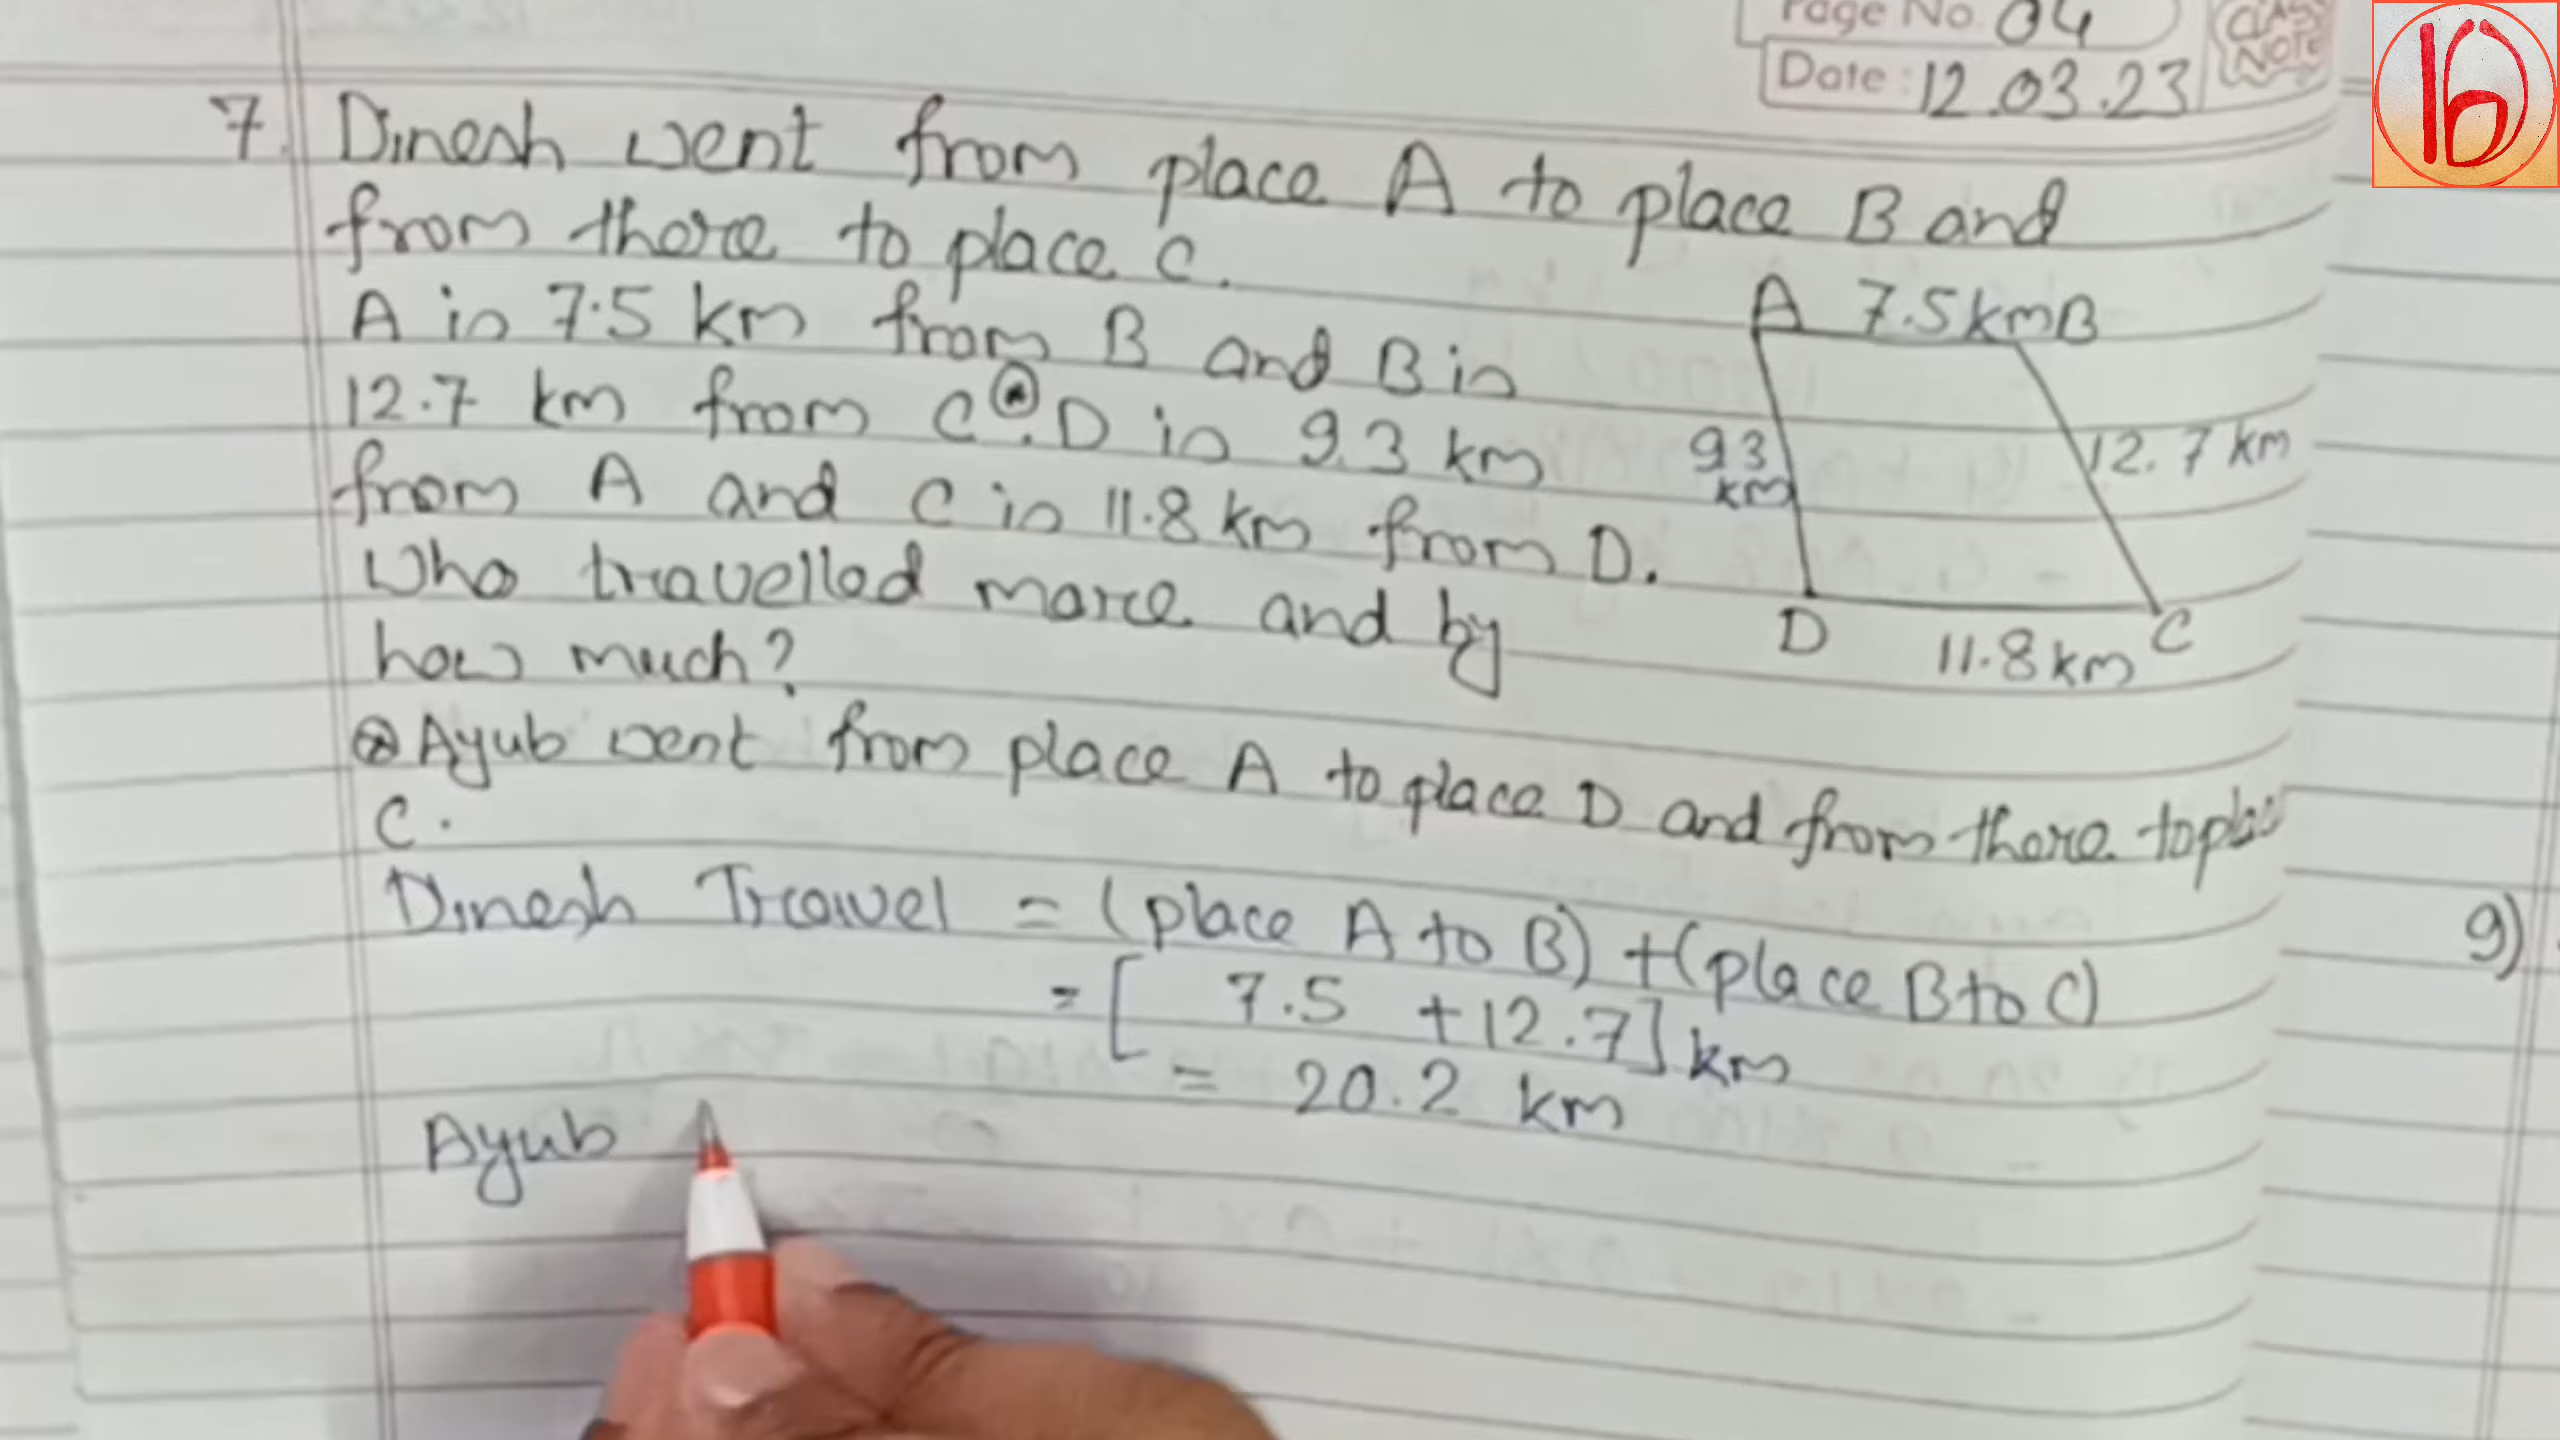 Page No. 04
Date: 12.03.23
CLASS NOTE
7. Dinesh went from place A to place B and
from there to place C.
A is 7.5 km from B and B is
12.7 km from C. D is 9.3 km
from A and C is 11.8 km from D.
Who travelled more and by
how much?
A 7.5km B
9.3 km
12.7 km
D 11.8 km C
Ayub went from place A to place D and from there to
C.
Dinesh Travel = (place A to B) + (place B to C)
= [ 7.5 + 12.7] km
= 20.2 km
Ayub
9)